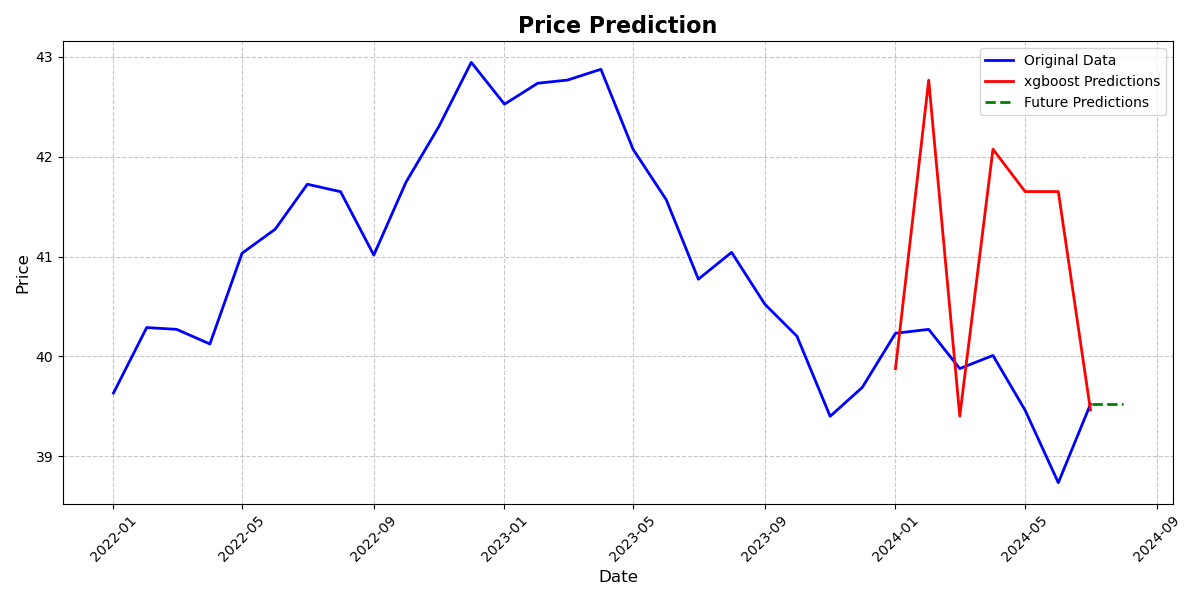 Price Prediction
Original Data
xgboost Predictions
Future Predictions
Price
43
42
41
40
39
2022-01
2022-05
2022-09
2023-01
2023-05
2023-09
2024-01
2024-05
2024-09
Date